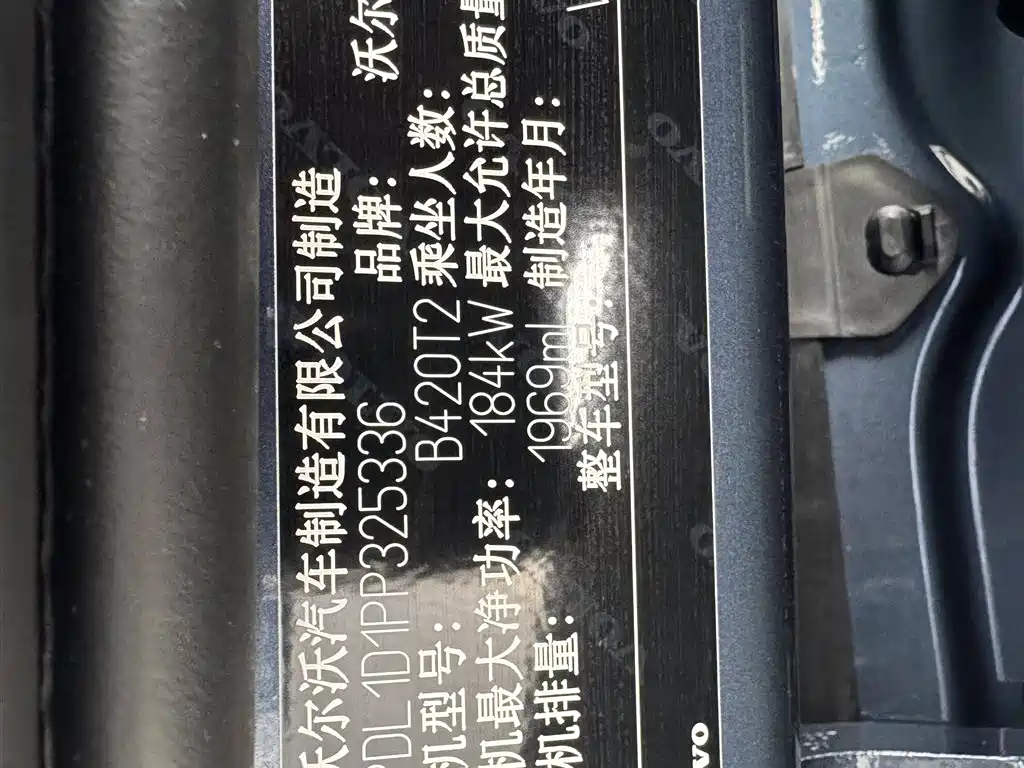 沃尔沃汽车制造有限公司制造
PDL1D1PP325336 品牌: 沃尔
机型号: B420T2 乘坐人数:
机最大净功率: 184kW 最大允许总质量
机排量: 1969ml 制造年月:
整车型号: